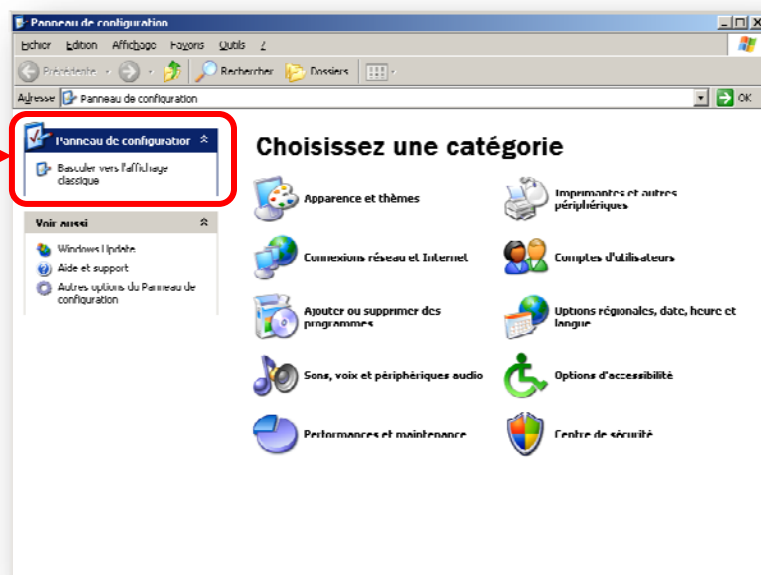 Panneau de configuration
Fichier Edition Affichage Favoris Outils ?
Précédente Rechercher Dossiers
Adresse Panneau de configuration OK
Panneau de configuration
Basculer vers l'affichage
classique
Voir aussi
Windows Update
Aide et support
Autres options du Panneau de
configuration
Choisissez une catégorie
Apparence et thèmes
Imprimantes et autres
périphériques
Connexions réseau et Internet
Comptes d'utilisateurs
Ajouter ou supprimer des
programmes
Options régionales, date, heure et
langue
Sons, voix et périphériques audio
Options d'accessibilité
Performances et maintenance
Centre de sécurité